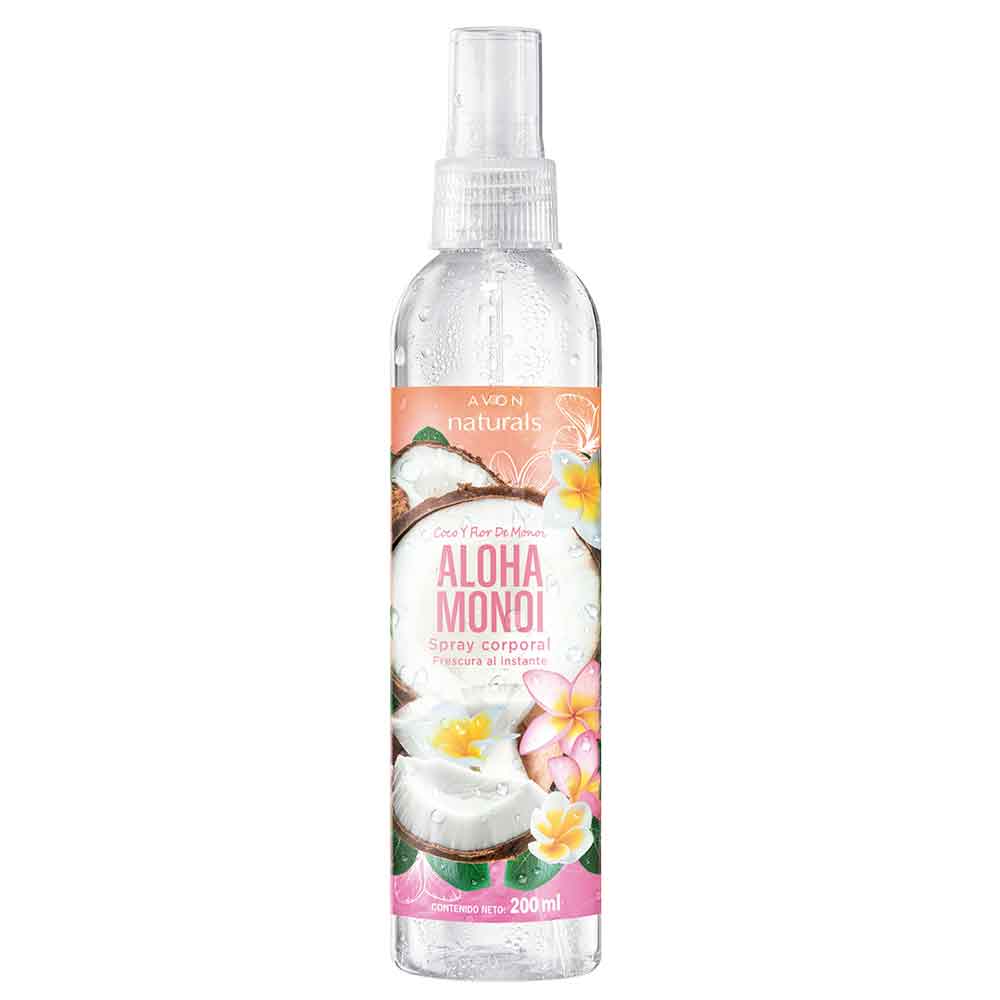 AVON
naturals
Coco Y Flor De Monoi
ALOHA
MONOI
Spray corporal
Frescura al instante
CONTENIDO NETO: 200 ml